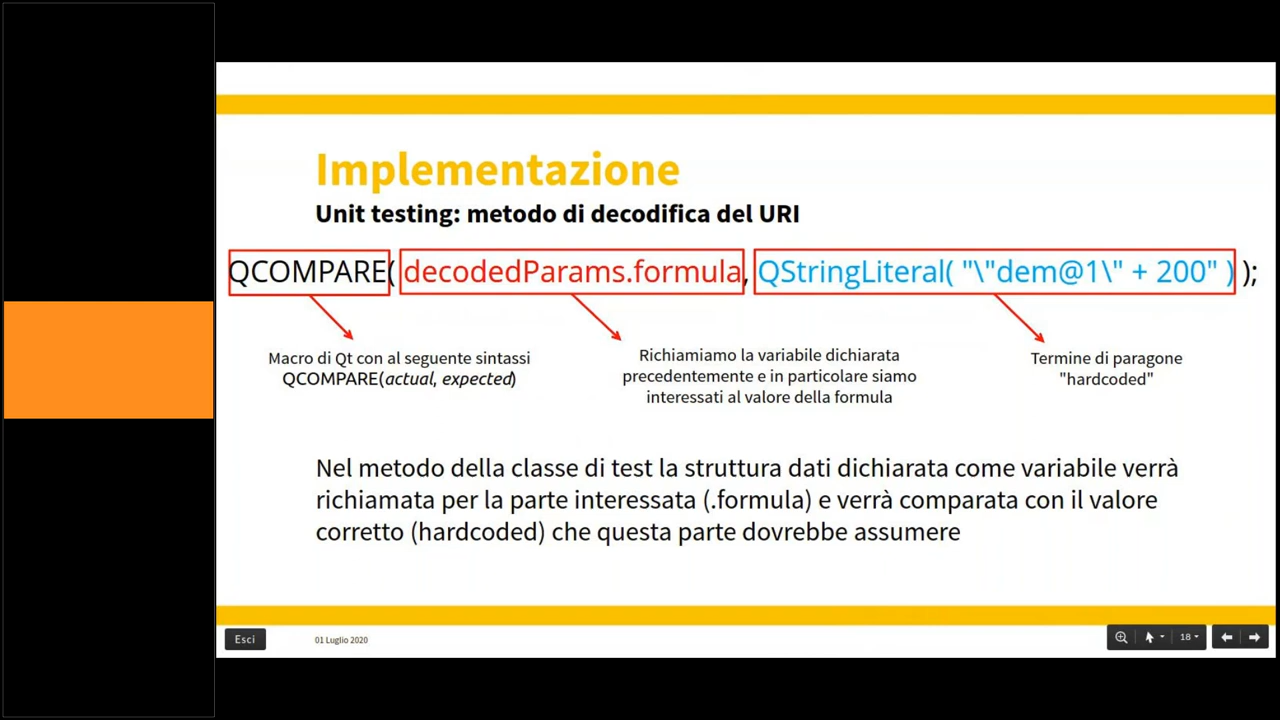 Implementazione
Unit testing: metodo di decodifica del URI
QCOMPARE( decodedParams.formula, QStringLiteral( "\"dem@1\" + 200" ) );
Macro di Qt con al seguente sintassi
QCOMPARE(actual, expected)
Richiamiamo la variabile dichiarata
precedentemente e in particolare siamo
interessati al valore della formula
Termine di paragone
"hardcoded"
Nel metodo della classe di test la struttura dati dichiarata come variabile verrà
richiamata per la parte interessata (.formula) e verrà comparata con il valore
corretto (hardcoded) che questa parte dovrebbe assumere
Esci
01 Luglio 2020
18